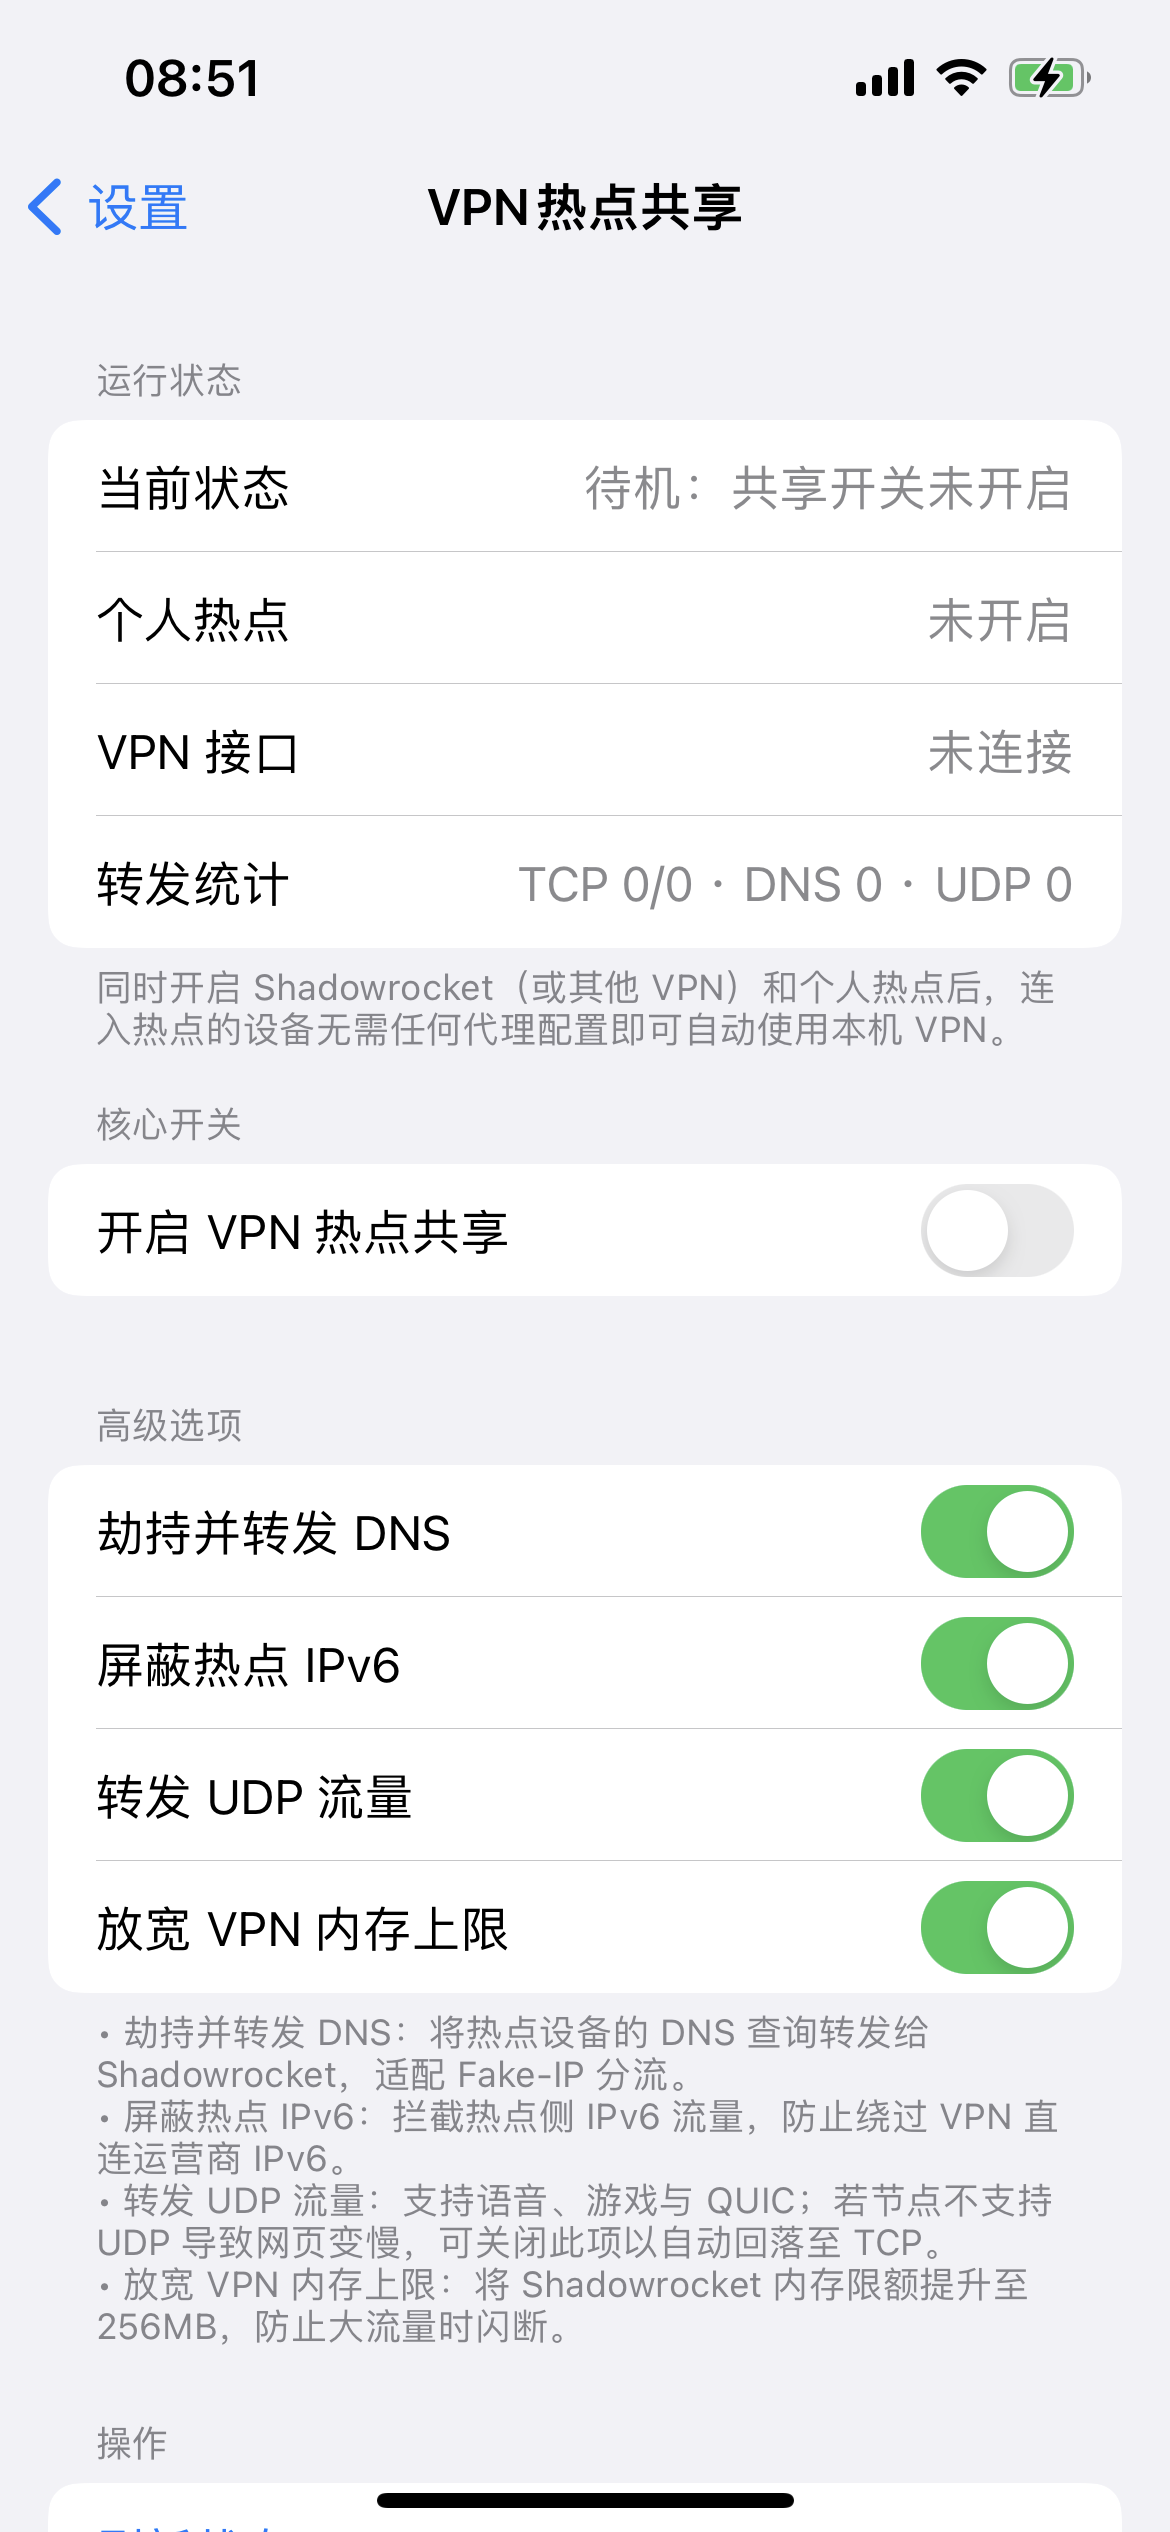 08:51
设置
VPN热点共享
运行状态
当前状态 待机：共享开关未开启
个人热点 未开启
VPN 接口 未连接
转发统计 TCP 0/0 · DNS 0 · UDP 0
同时开启 Shadowrocket（或其他 VPN）和个人热点后，连
入热点的设备无需任何代理配置即可自动使用本机 VPN。
核心开关
开启 VPN 热点共享
高级选项
劫持并转发 DNS
屏蔽热点 IPv6
转发 UDP 流量
放宽 VPN 内存上限
• 劫持并转发 DNS：将热点设备的 DNS 查询转发给
Shadowrocket，适配 Fake-IP 分流。
• 屏蔽热点 IPv6：拦截热点侧 IPv6 流量，防止绕过 VPN 直
连运营商 IPv6。
• 转发 UDP 流量：支持语音、游戏与 QUIC；若节点不支持
UDP 导致网页变慢，可关闭此项以自动回落至 TCP。
• 放宽 VPN 内存上限：将 Shadowrocket 内存限额提升至
256MB，防止大流量时闪断。
操作